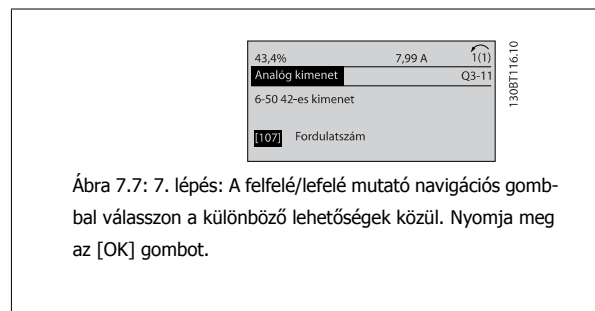 43,4% 7,99 A 1(1)
Analóg kimenet Q3-11
6-50 42-es kimenet
[107] Fordulatszám
130BT116.10
Ábra 7.7: 7. lépés: A felfelé/lefelé mutató navigációs gomb-
bal válasszon a különböző lehetőségek közül. Nyomja meg
az [OK] gombot.